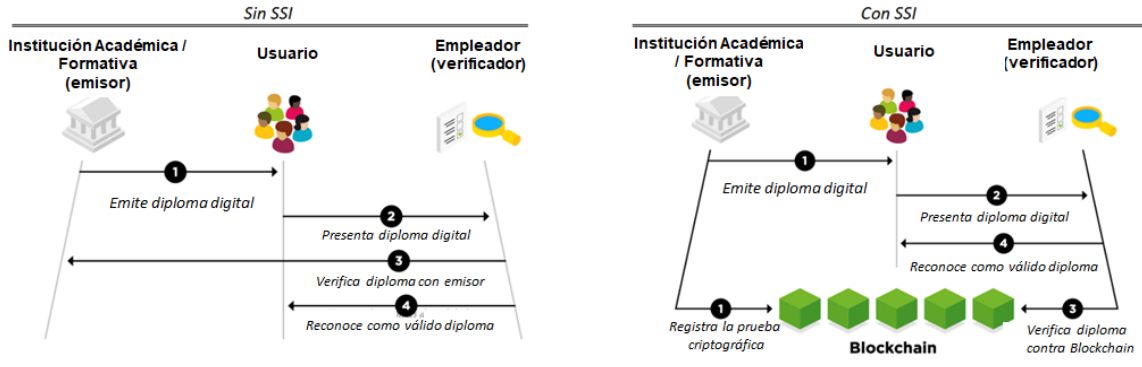 Sin SSI
Institución Académica /
Formativa
(emisor)
Usuario
Empleador
(verificador)
1
Emite diploma digital
2
Presenta diploma digital
3
Verifica diploma con emisor
4
Reconoce como válido diploma
Con SSI
Institución Académica
/ Formativa
(emisor)
Usuario
Empleador
(verificador)
1
Emite diploma digital
2
Presenta diploma digital
4
Reconoce como válido diploma
1
Registra la prueba
criptográfica
Blockchain
3
Verifica diploma
contra Blockchain